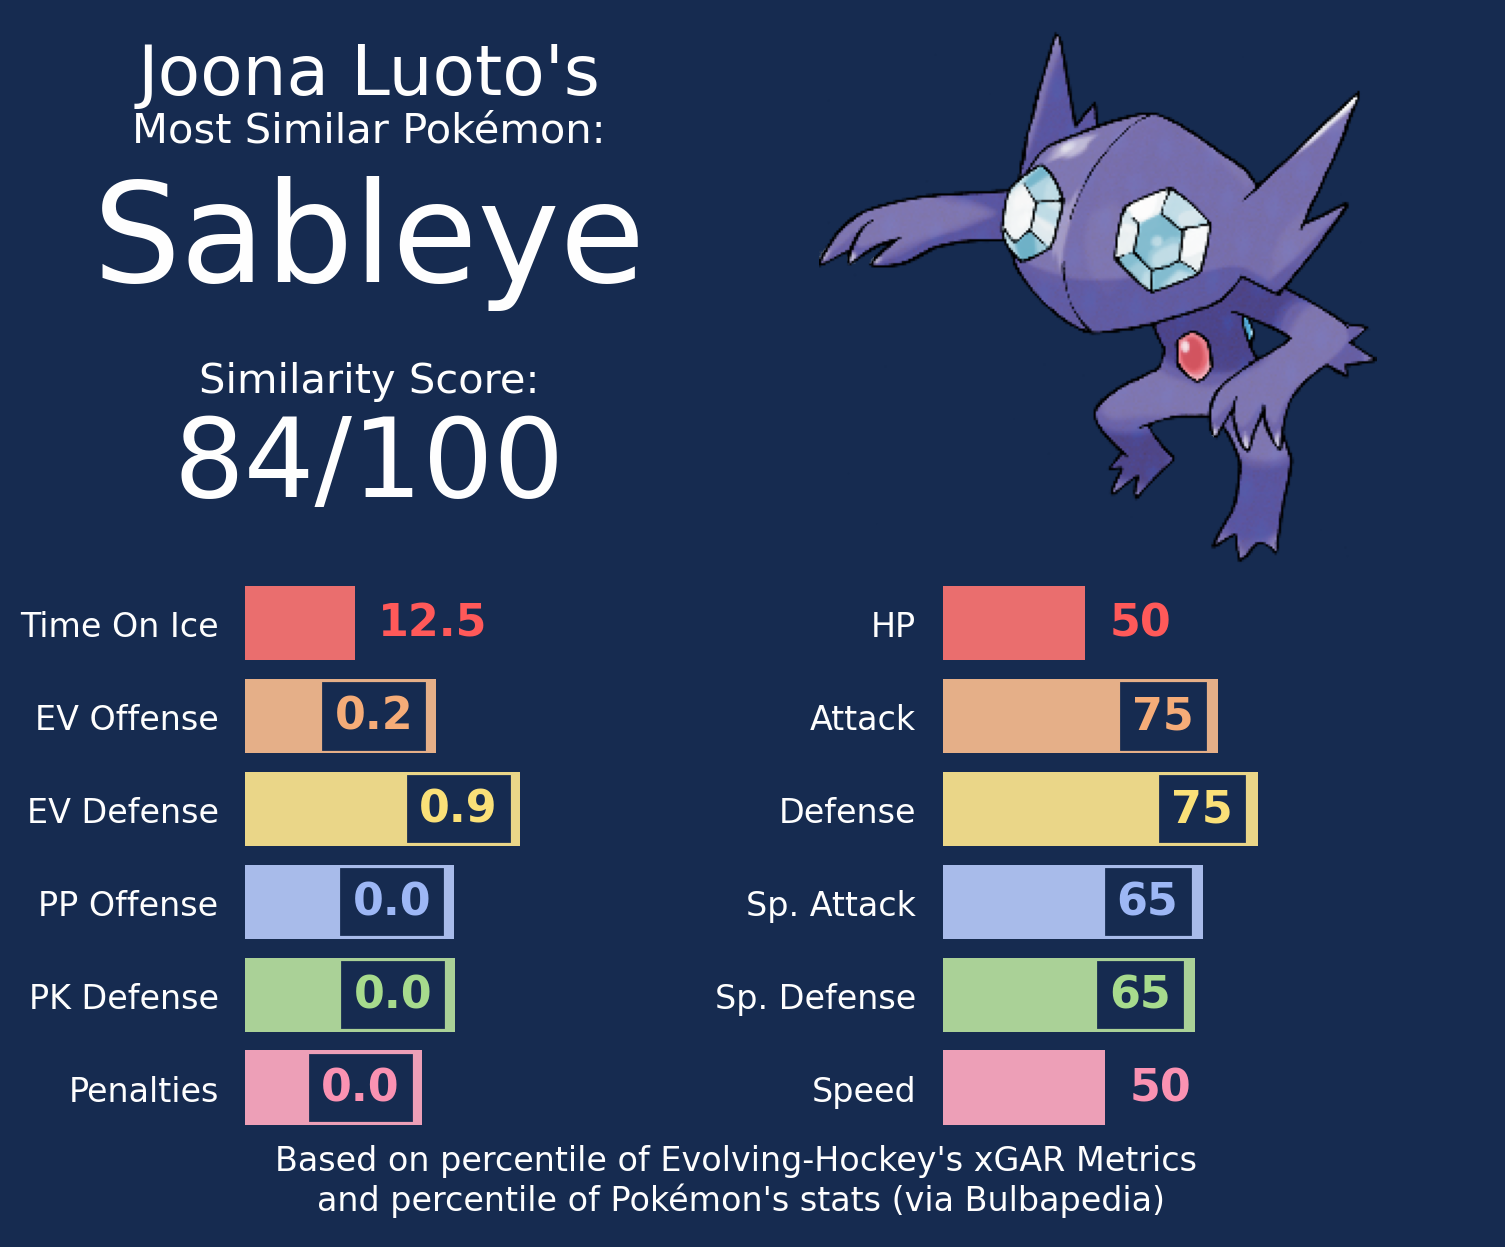 Joona Luoto's
Most Similar Pokémon:
Sableye
Similarity Score:
84/100
Time On Ice 12.5
EV Offense 0.2
EV Defense 0.9
PP Offense 0.0
PK Defense 0.0
Penalties 0.0
HP 50
Attack 75
Defense 75
Sp. Attack 65
Sp. Defense 65
Speed 50
Based on percentile of Evolving-Hockey's xGAR Metrics
and percentile of Pokémon's stats (via Bulbapedia)